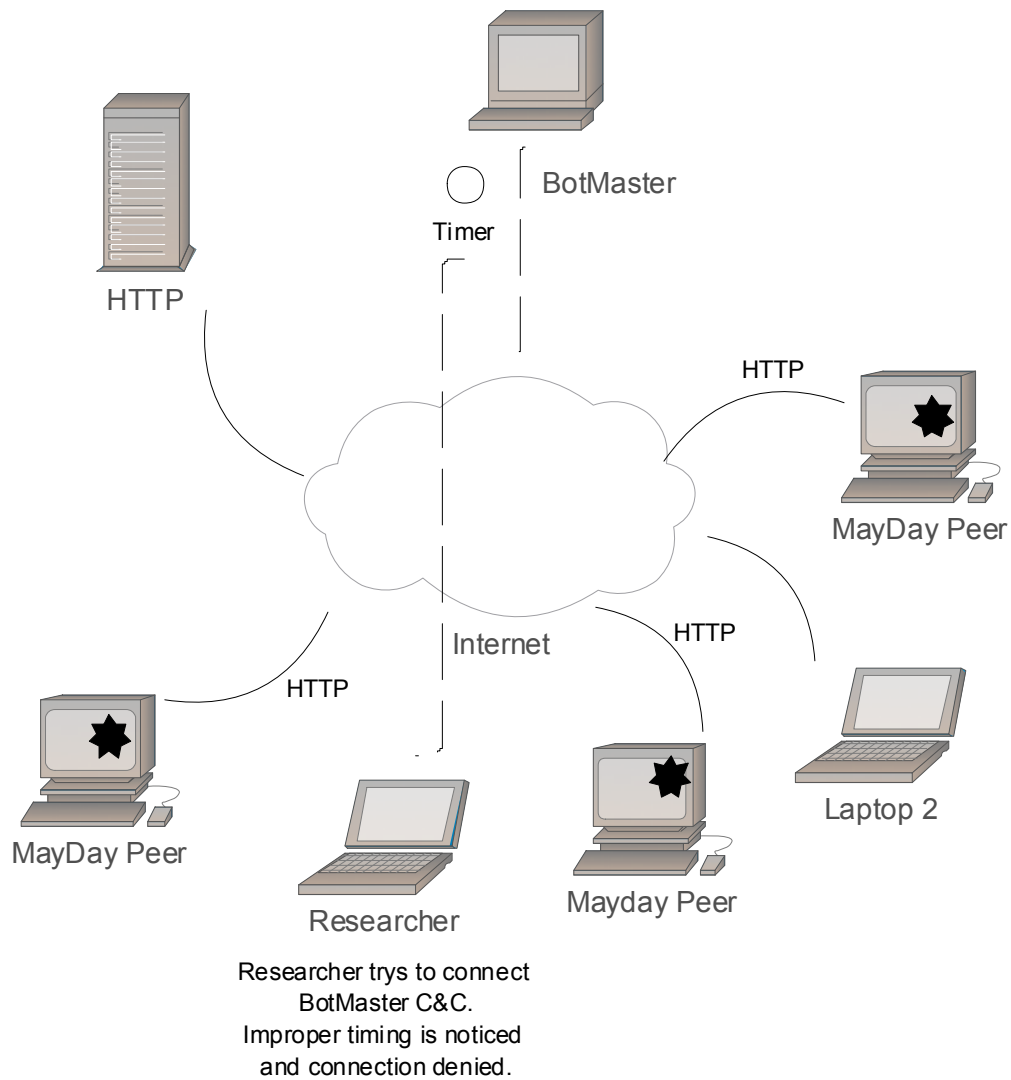 BotMaster
Timer
HTTP
HTTP
MayDay Peer
Internet
HTTP
HTTP
MayDay Peer
Laptop 2
Mayday Peer
Researcher
Researcher trys to connect
BotMaster C&C.
Improper timing is noticed
and connection denied.